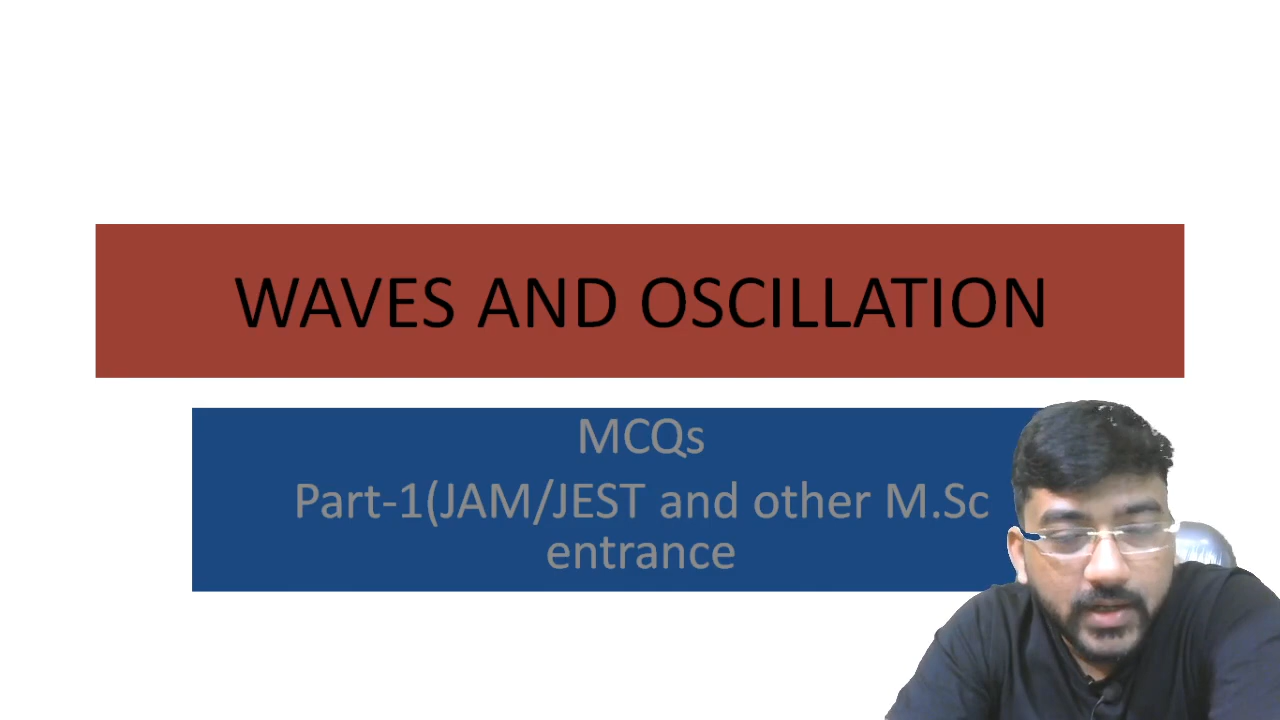 WAVES AND OSCILLATION
MCQs
Part-1(JAM/JEST and other M.Sc
entrance